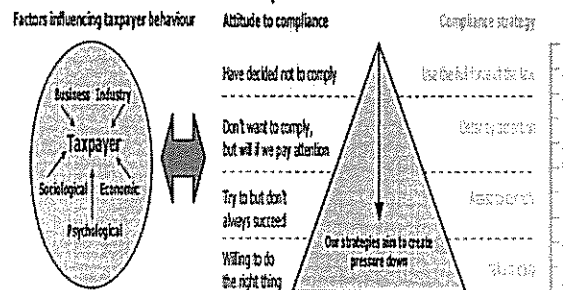 Factors influencing taxpayer behaviour
Attitude to compliance
Compliance strategy
Business Industry
Taxpayer
Sociological Economic
Psychological
Have decided not to comply
Use the full force of the law
Don't want to comply,
but will if we pay attention
Deter by detection
Try to but don't
always succeed
Assist to comply
Willing to do
the right thing
Our strategies aim to create
pressure down